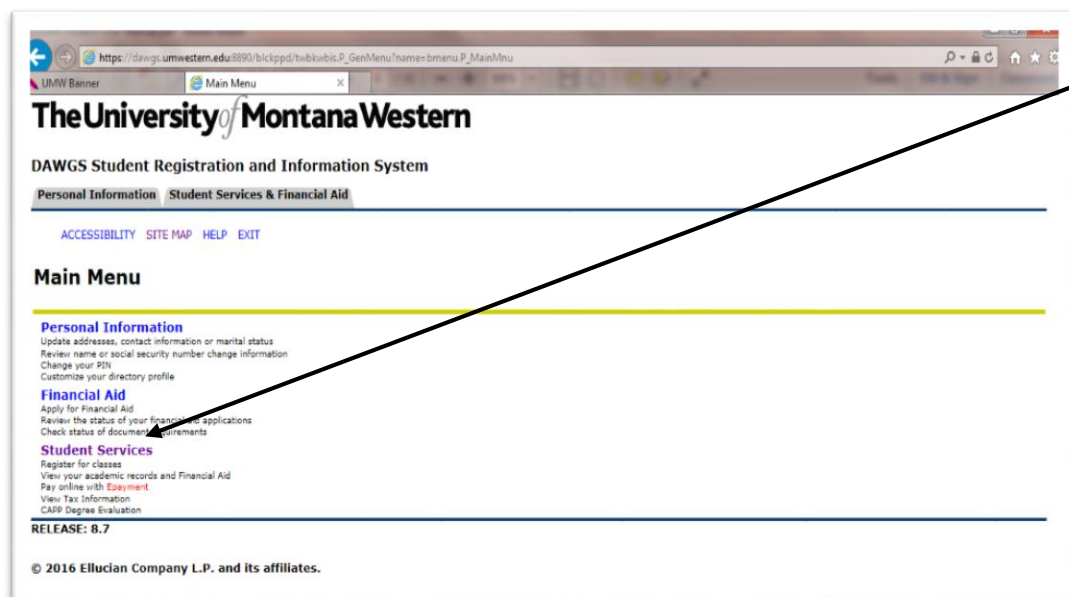 https://dawgs.umwestern.edu:8890/blckppd/twbkwbis.P_GenMenu?name=bmenu.P_MainMnu
UMW Banner Main Menu
The University of Montana Western
DAWGS Student Registration and Information System
Personal Information Student Services & Financial Aid
ACCESSIBILITY SITE MAP HELP EXIT
Main Menu
Personal Information
Update addresses, contact information or marital status
Review name or social security number change information
Change your PIN
Customize your directory profile
Financial Aid
Apply for Financial Aid
Review the status of your financial aid applications
Check status of document requirements
Student Services
Register for classes
View your academic records and Financial Aid
Pay online with Epayment
View Tax Information
CAPP Degree Evaluation
RELEASE: 8.7
© 2016 Ellucian Company L.P. and its affiliates.